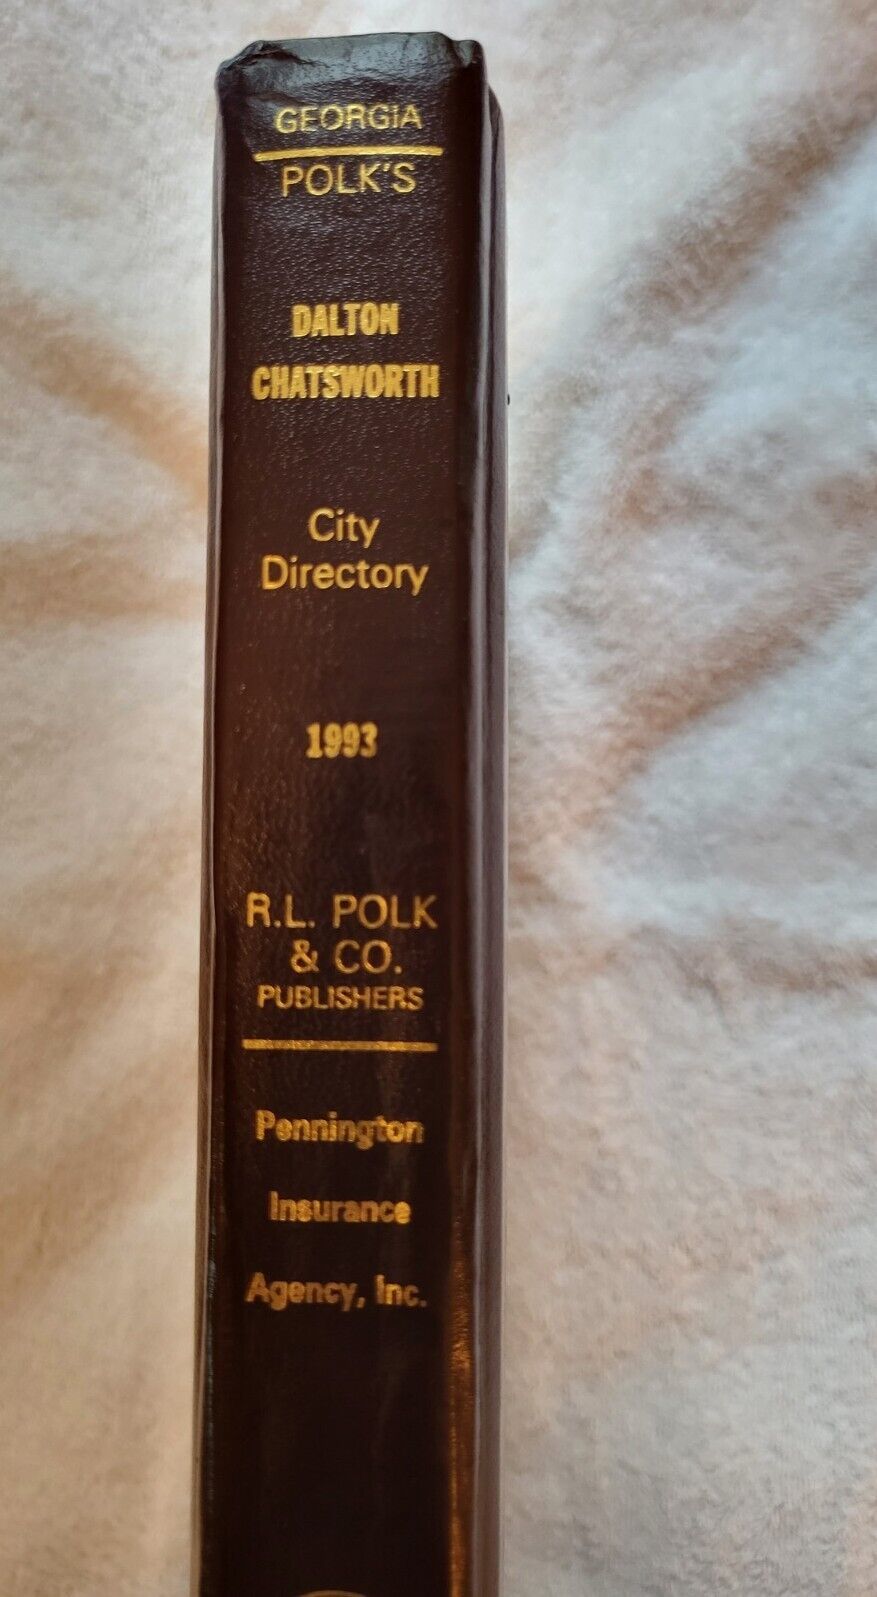 GEORGIA
POLK'S
DALTON
CHATSWORTH
City
Directory
1993
R.L. POLK
& CO.
PUBLISHERS
Pennington
Insurance
Agency, Inc.